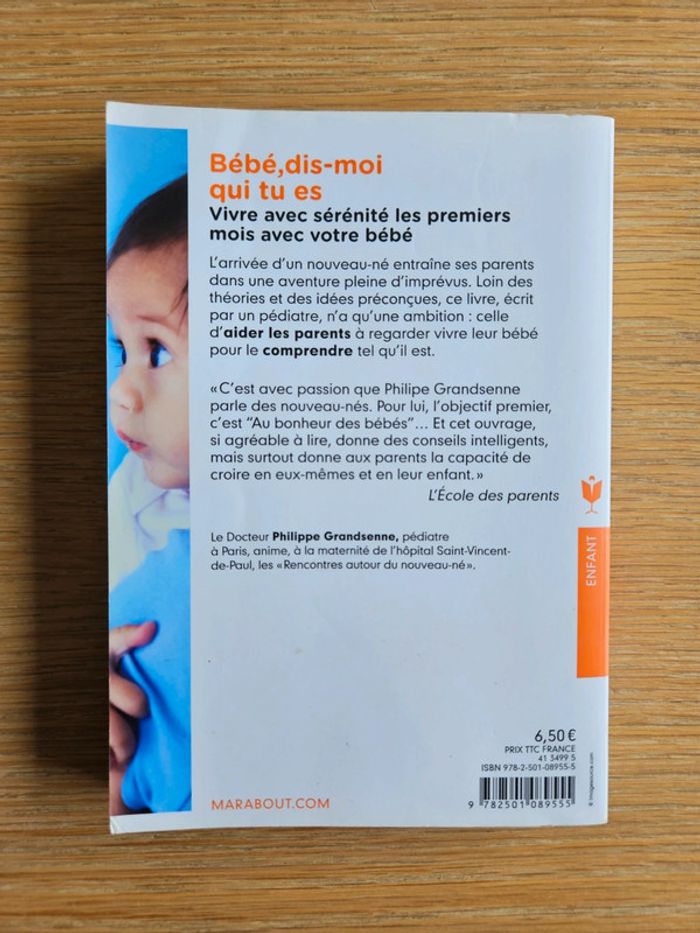 Bébé,dis-moi
qui tu es
Vivre avec sérénité les premiers
mois avec votre bébé
L'arrivée d'un nouveau-né entraîne ses parents
dans une aventure pleine d'imprévus. Loin des
théories et des idées préconçues, ce livre, écrit
par un pédiatre, n'a qu'une ambition : celle
d'aider les parents à regarder vivre leur bébé
pour le comprendre tel qu'il est.
« C'est avec passion que Philipe Grandsenne
parle des nouveau-nés. Pour lui, l'objectif premier,
c'est "Au bonheur des bébés"... Et cet ouvrage,
si agréable à lire, donne des conseils intelligents,
mais surtout donne aux parents la capacité de
croire en eux-mêmes et en leur enfant. »
L'École des parents
Le Docteur Philippe Grandsenne, pédiatre
à Paris, anime, à la maternité de l'hôpital Saint-Vincent-
de-Paul, les « Rencontres autour du nouveau-né ».
ENFANT
6,50 €
PRIX TTC FRANCE
41 3499 5
ISBN 978-2-501-08955-5
9 782501 089555
© imagesource.com
MARABOUT.COM